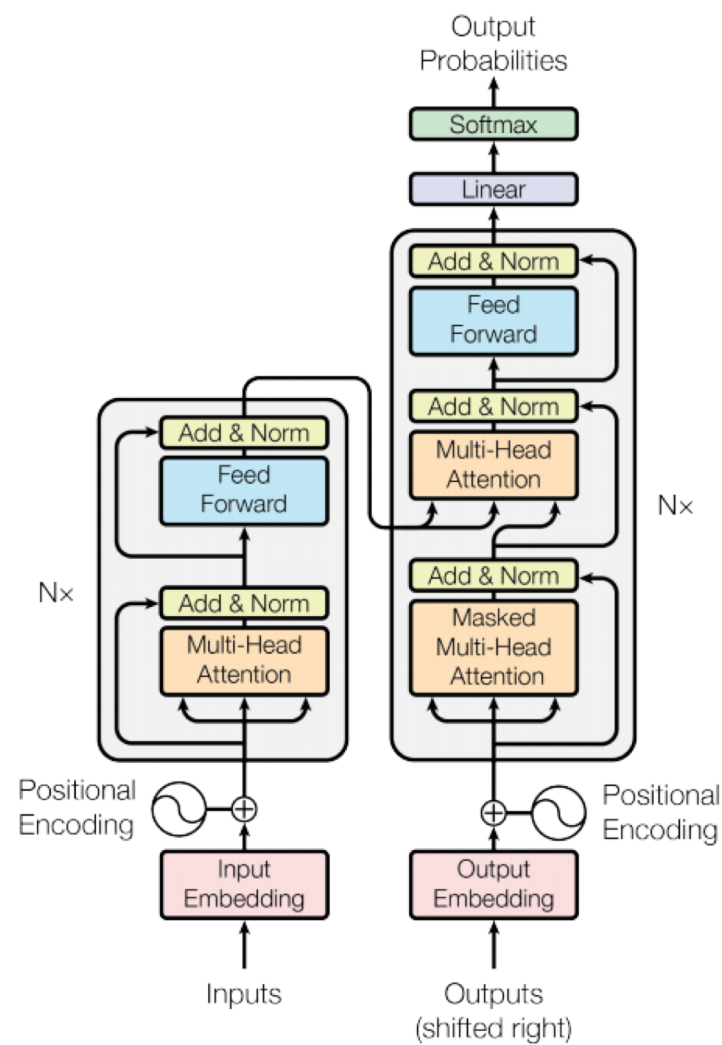 Output
Probabilities
Softmax
Linear
Add & Norm
Feed
Forward
Add & Norm
Multi-Head
Attention
Add & Norm
Masked
Multi-Head
Attention
Nx
Add & Norm
Feed
Forward
Add & Norm
Multi-Head
Attention
N×
Positional
Encoding
Positional
Encoding
Input
Embedding
Output
Embedding
Inputs
Outputs
(shifted right)